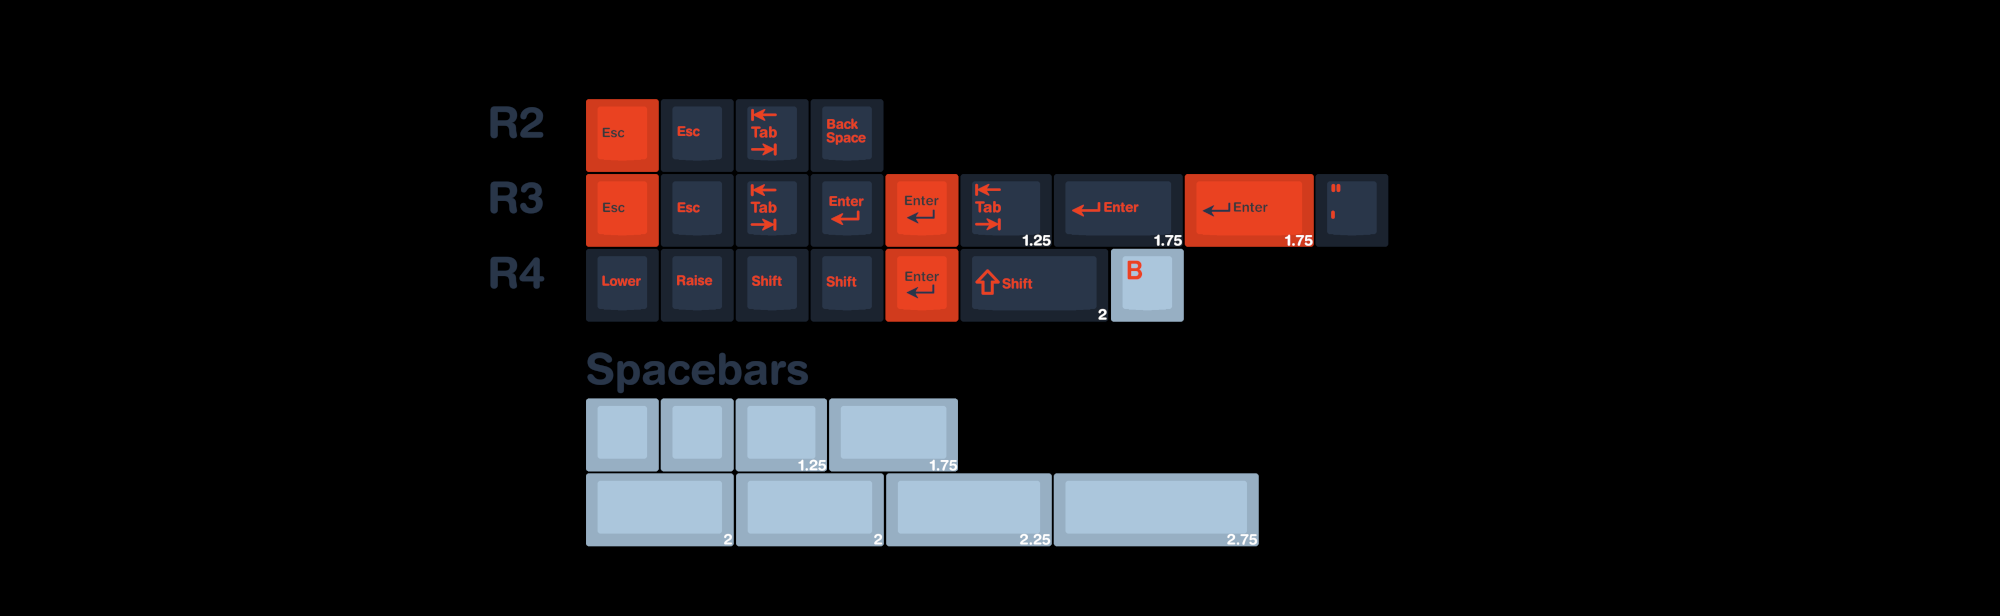 R2
Esc
Esc
Tab
Back
Space
R3
Esc
Esc
Tab
Enter
Enter
Tab
1.25
Enter
1.75
Enter
1.75
"
'
R4
Lower
Raise
Shift
Shift
Enter
Shift
2
B
Spacebars
1.25
1.75
2
2
2.25
2.75